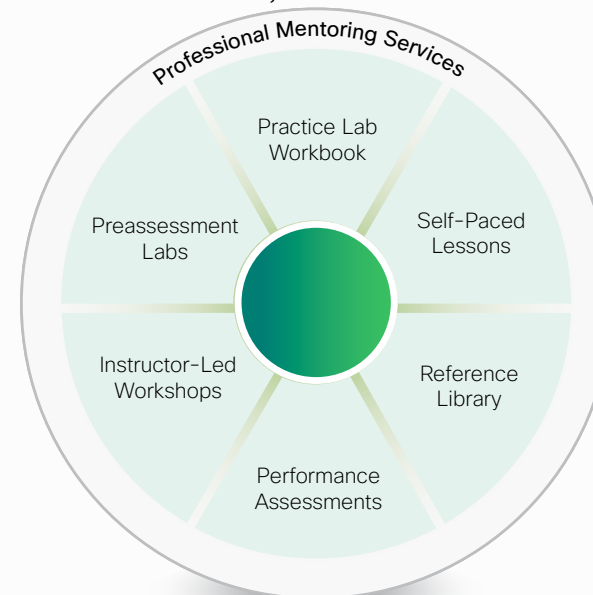 Professional Mentoring Services
Practice Lab
Workbook
Self-Paced
Lessons
Reference
Library
Performance
Assessments
Instructor-Led
Workshops
Preassessment
Labs